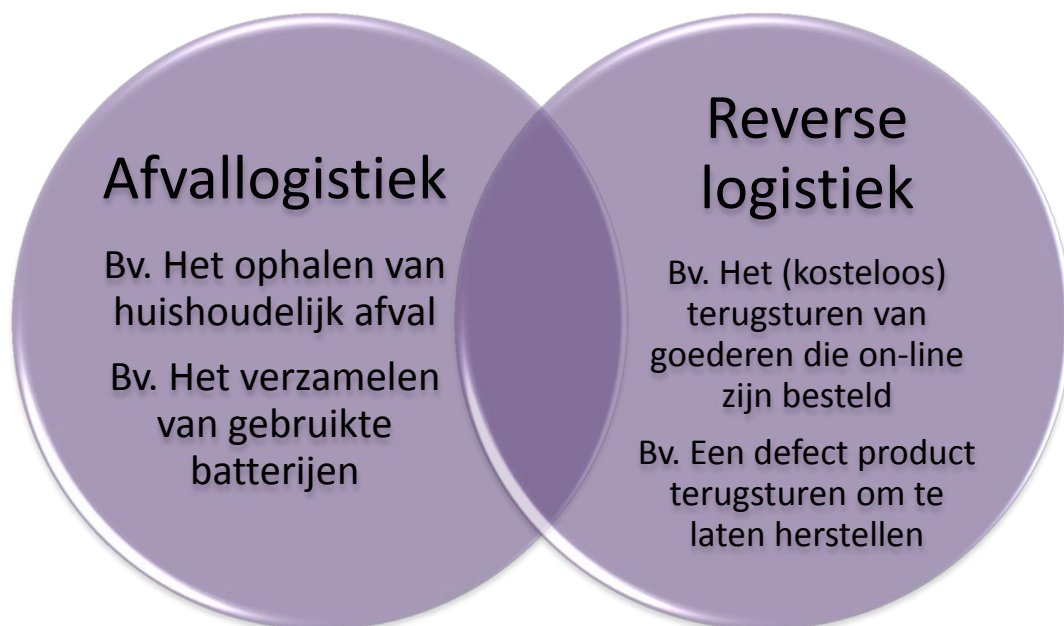 Afvallogistiek
Bv. Het ophalen van
huishoudelijk afval
Bv. Het verzamelen
van gebruikte
batterijen
Reverse
logistiek
Bv. Het (kosteloos)
terugsturen van
goederen die on-line
zijn besteld
Bv. Een defect product
terugsturen om te
laten herstellen